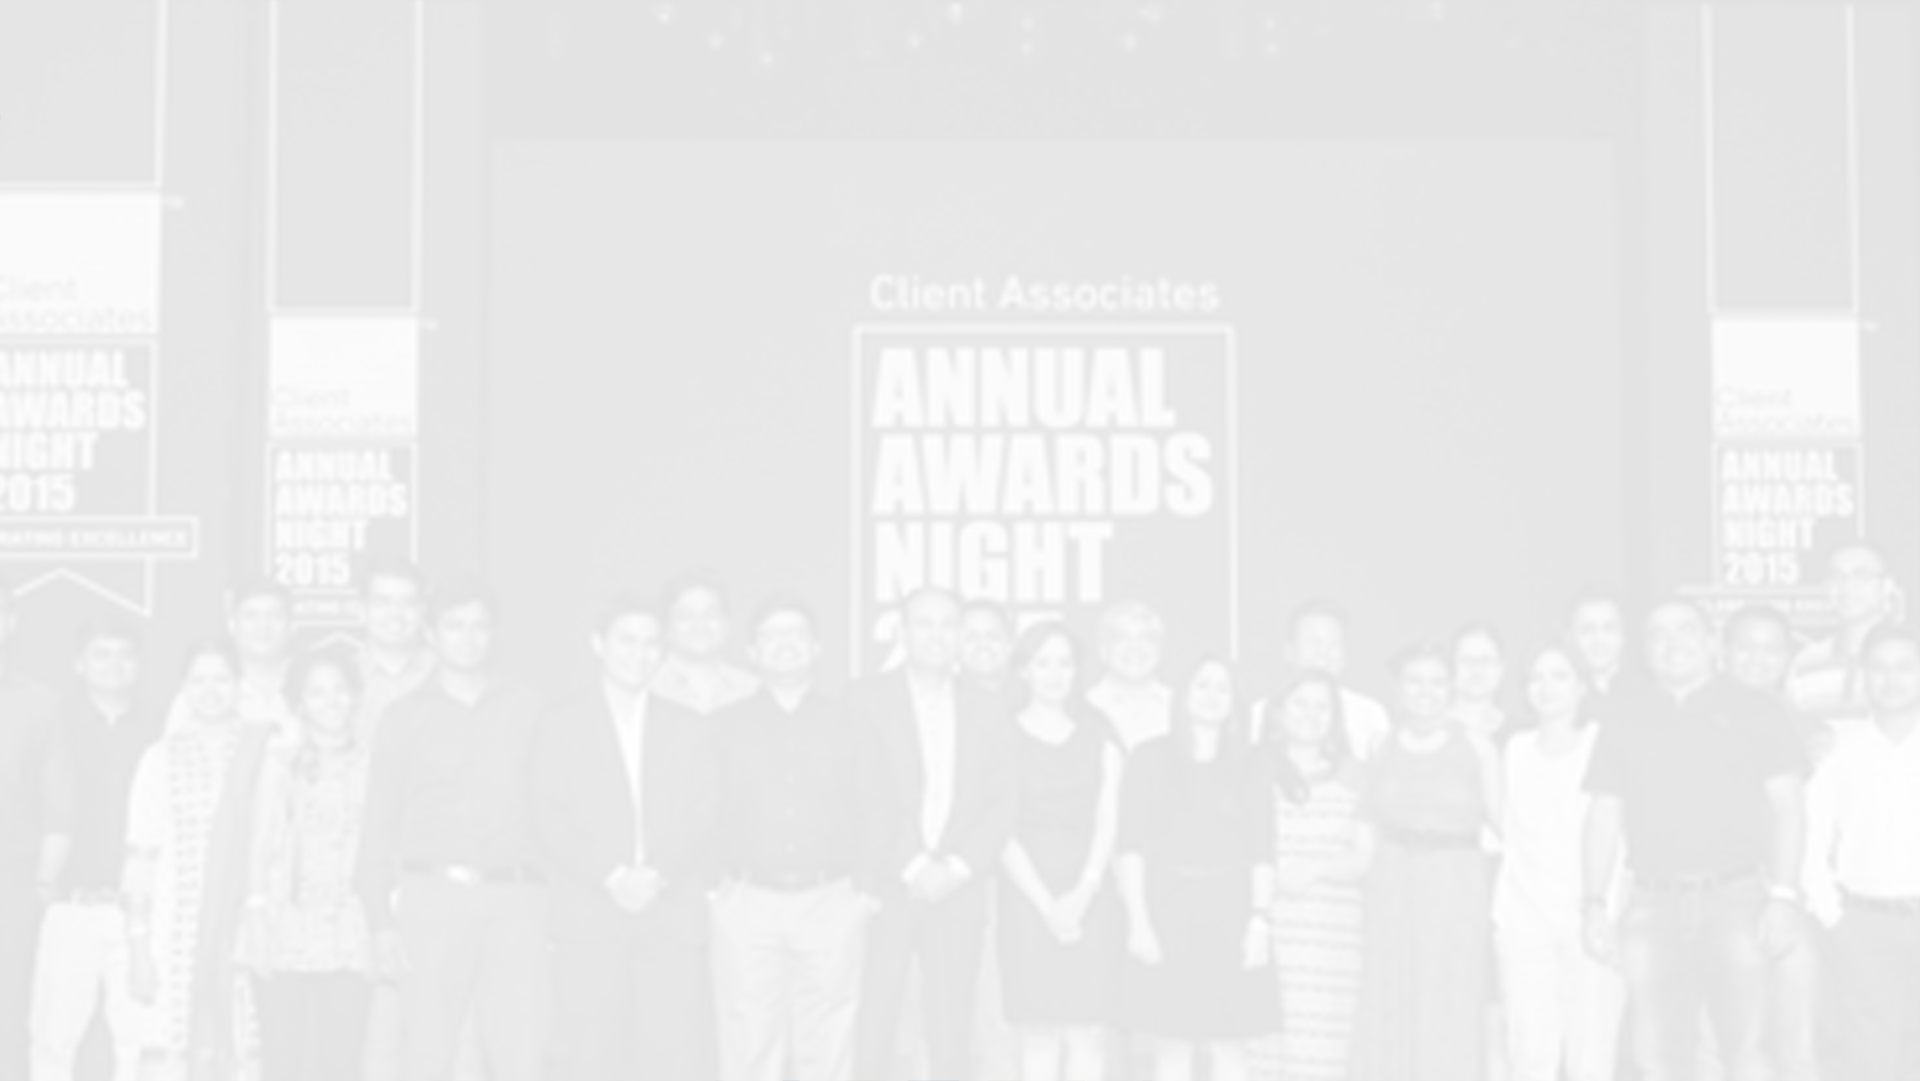 Client Associates
ANNUAL
AWARDS
NIGHT
Client
Associates
ANNUAL
AWARDS
NIGHT
2015
EXCELLENCE
Client
Associates
ANNUAL
AWARDS
NIGHT
2015
Client
Associates
ANNUAL
AWARDS
NIGHT
2015